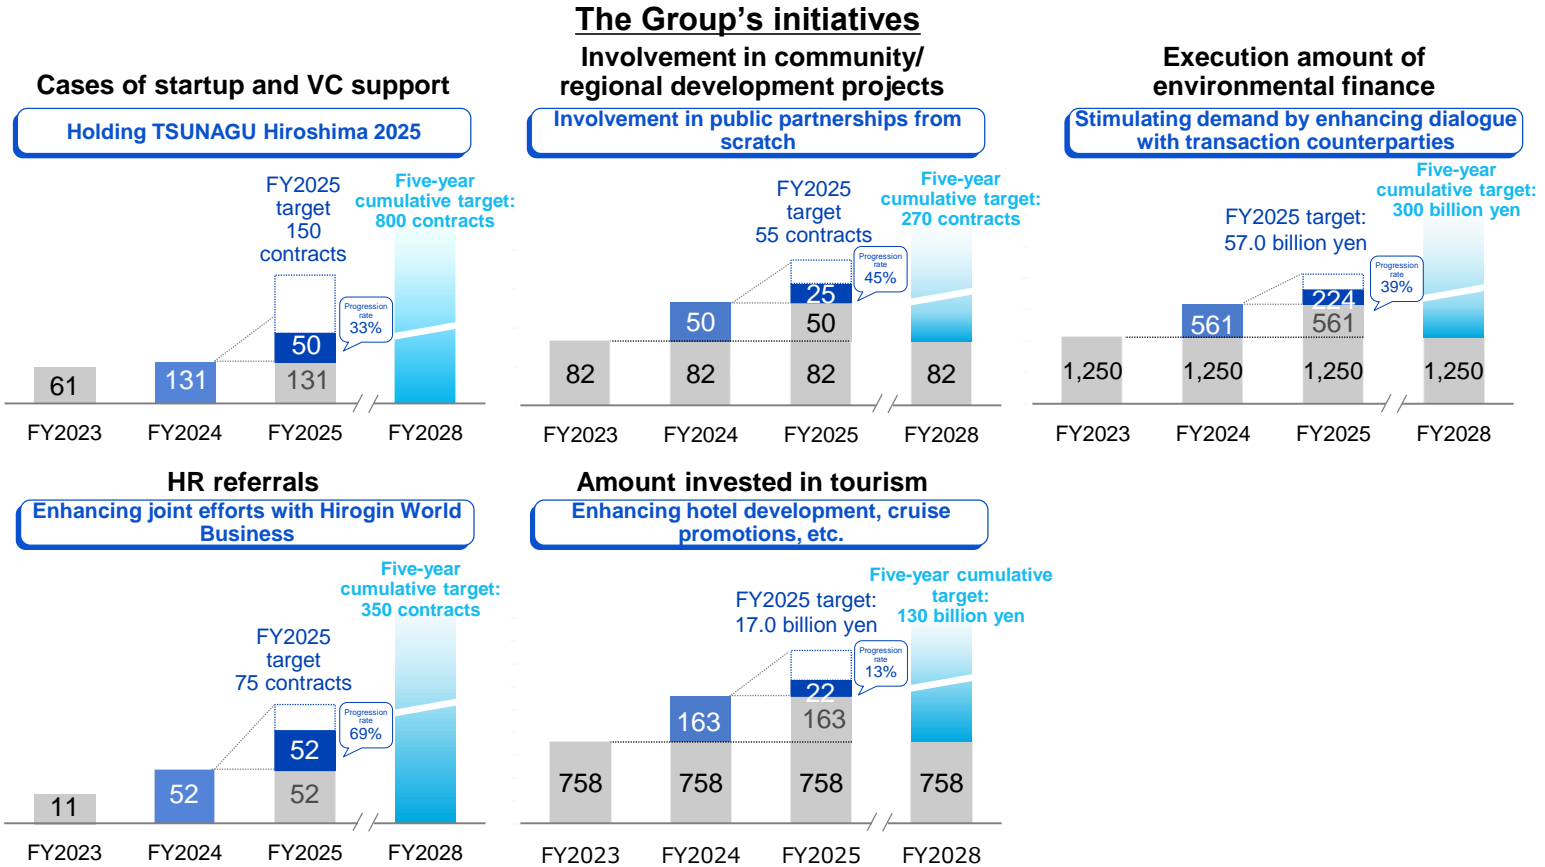 The Group's initiatives
Cases of startup and VC support
Holding TSUNAGU Hiroshima 2025
FY2025
target
150
contracts
Five-year
cumulative target:
800 contracts
Progression
rate
33%
50
61
131
131
FY2023
FY2024
FY2025
FY2028
Involvement in community/
regional development projects
Involvement in public partnerships from
scratch
FY2025
target
55 contracts
Five-year
cumulative target:
270 contracts
Progression
rate
45%
25
50
50
82
82
82
82
FY2023
FY2024
FY2025
FY2028
Execution amount of
environmental finance
Stimulating demand by enhancing dialogue
with transaction counterparties
FY2025 target:
57.0 billion yen
Five-year
cumulative target:
300 billion yen
Progression
rate
39%
224
561
561
1,250
1,250
1,250
1,250
FY2023
FY2024
FY2025
FY2028
HR referrals
Enhancing joint efforts with Hirogin World
Business
FY2025
target
75 contracts
Five-year
cumulative target:
350 contracts
Progression
rate
69%
52
11
52
52
FY2023
FY2024
FY2025
FY2028
Amount invested in tourism
Enhancing hotel development, cruise
promotions, etc.
FY2025 target:
17.0 billion yen
Five-year cumulative
target:
130 billion yen
Progression
rate
13%
22
163
163
758
758
758
758
FY2023
FY2024
FY2025
FY2028